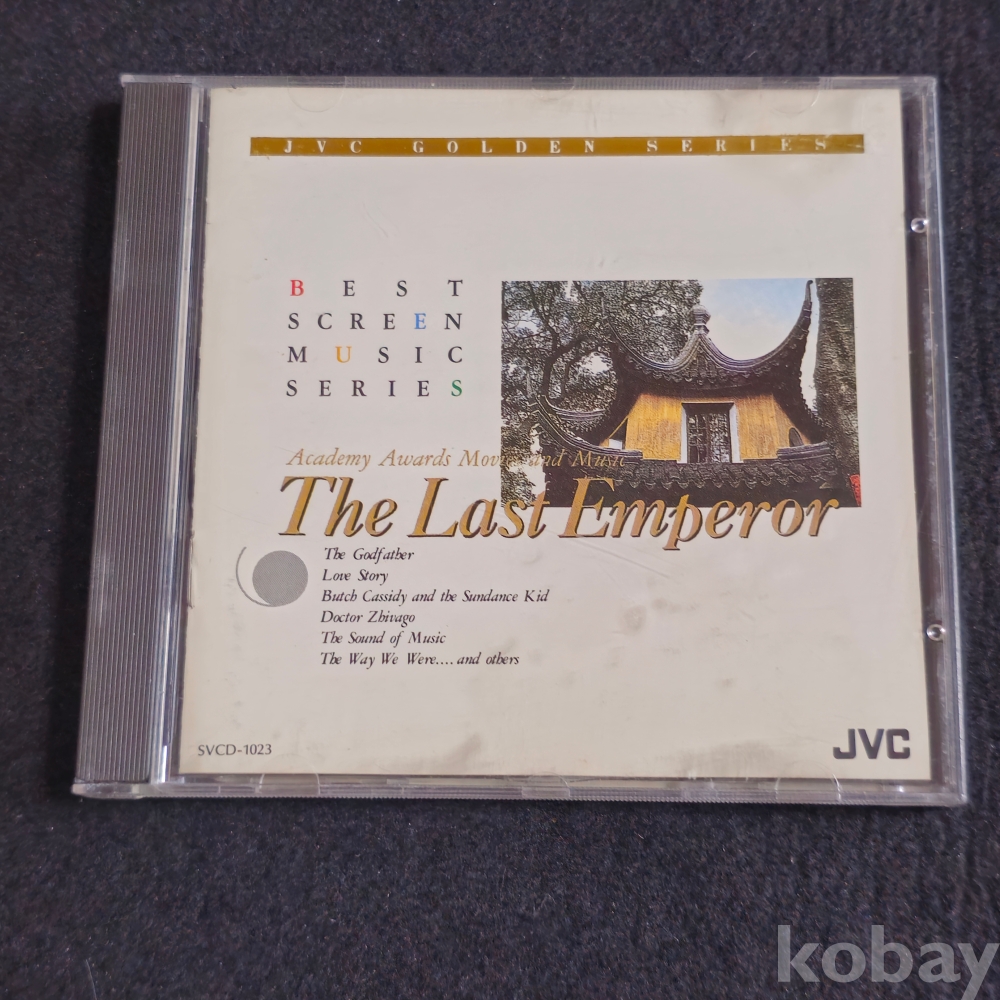 JVC GOLDEN SERIES
BEST
SCREEN
MUSIC
SERIES
Academy Awards Movies and Music
The Last Emperor
The Godfather
Love Story
Butch Cassidy and the Sundance Kid
Doctor Zhivago
The Sound of Music
The Way We Were....and others
SVCD-1023
JVC
kobay